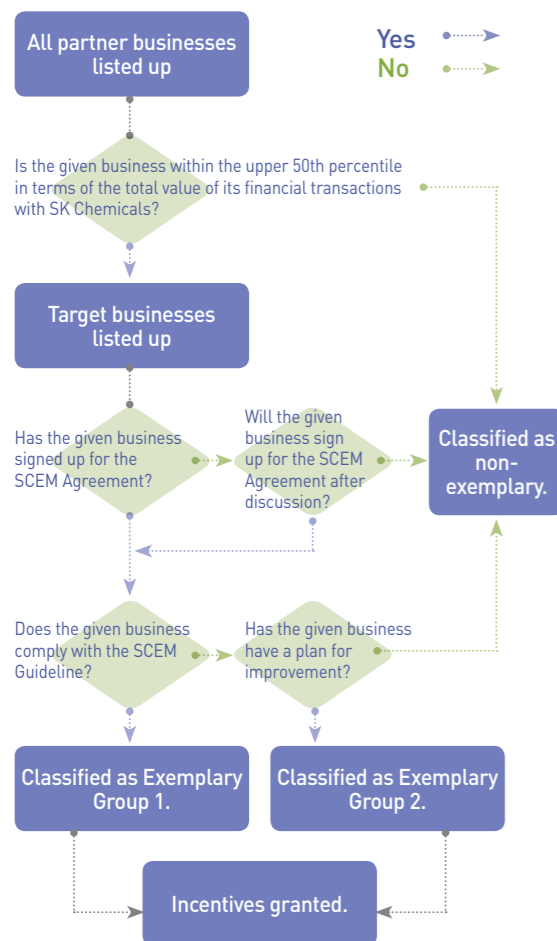 All partner businesses
listed up
Yes
No
Is the given business within the upper 50th percentile
in terms of the total value of its financial transactions
with SK Chemicals?
Target businesses
listed up
Has the given business
signed up for the
SCEM Agreement?
Will the given
business sign
up for the SCEM
Agreement after
discussion?
Classified as
non-
exemplary.
Does the given business
comply with the SCEM
Guideline?
Has the given business
have a plan for
improvement?
Classified as Exemplary
Group 1.
Classified as Exemplary
Group 2.
Incentives granted.